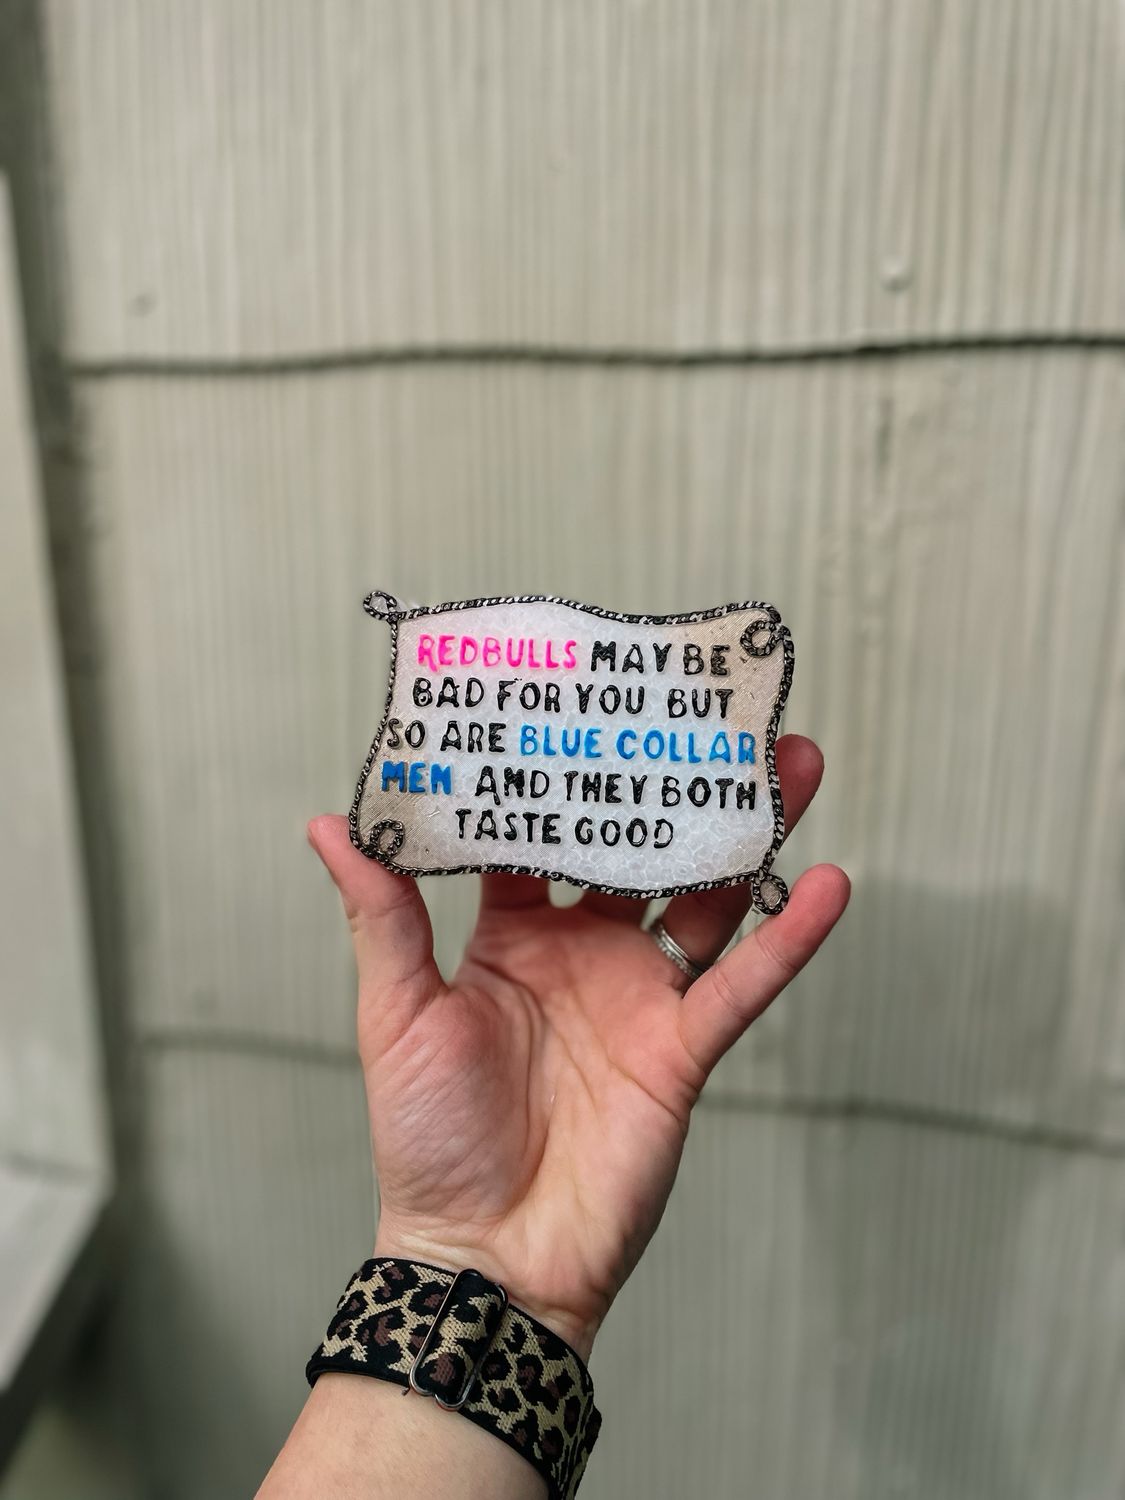 REDBULLS MAY BE
BAD FOR YOU BUT
SO ARE BLUE COLLAR
MEN AND THEY BOTH
TASTE GOOD